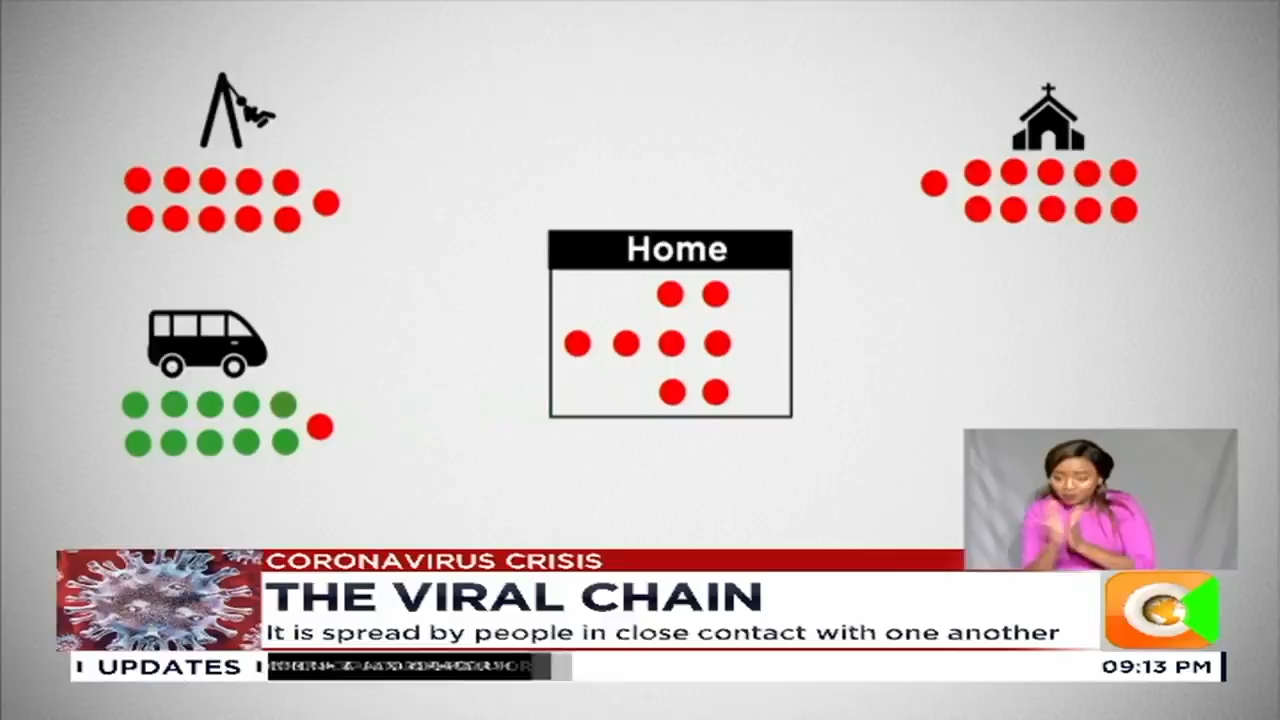 Home
CORONAVIRUS CRISIS
THE VIRAL CHAIN
It is spread by people in close contact with one another
UPDATES
09:13 PM